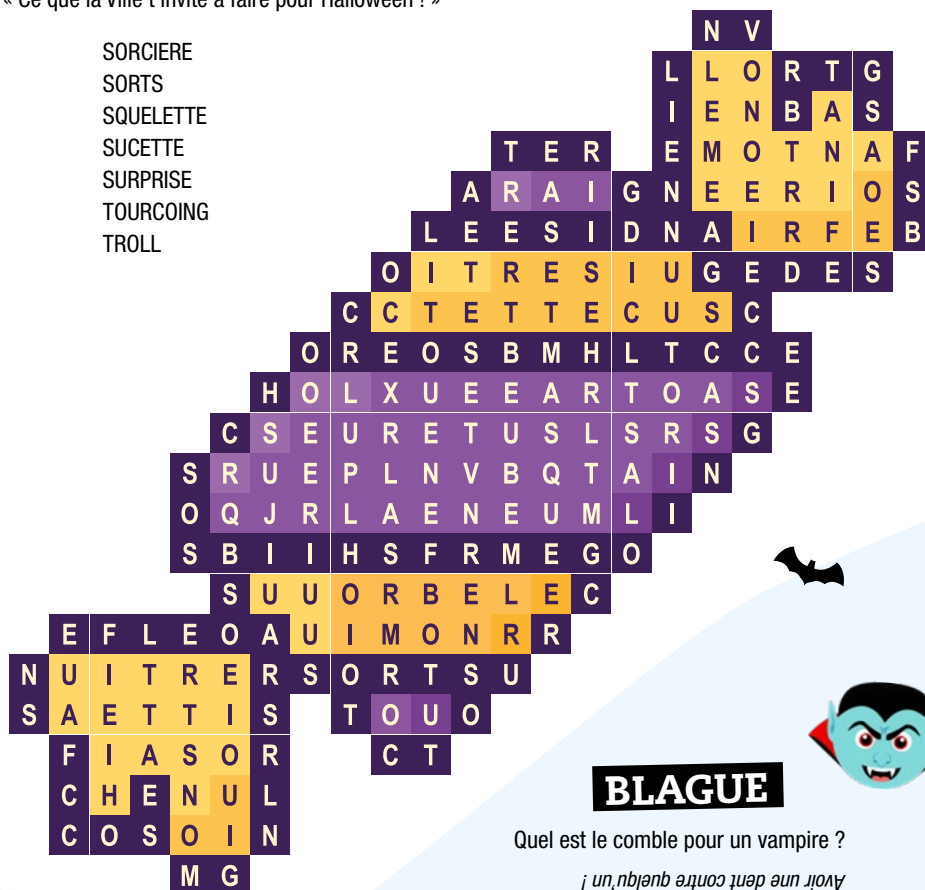 « Ce que la ville t'invite à faire pour Halloween ! »
SORCIERE
SORTS
SQUELETTE
SUCETTE
SURPRISE
TOURCOING
TROLL
N V
L L O R T G
I E N B A S
T E R E M O T N A F
A R A I G N E E R I O S
L E E S I D N A I R F E B
O I T R E S I U G E D E S
C C T E T T E C U S C
O R E O S B M H L T C C E
H O L X U E E A R T O A S E
C S E U R E T U S L S R S G
S R U E P L N V B Q T A I N
O Q J R L A E N E U M L I
S B I I H S F R M E G O
S U U O R B E L E C
E F L E O A U I M O N R R
N U I T R E R S O R T S U
S A E T T I S T O U O
F I A S O R C T
C H E N U L
C O S O I N
M G
BLAGUE
Quel est le comble pour un vampire ?
Avoir une dent contre quelqu'un !